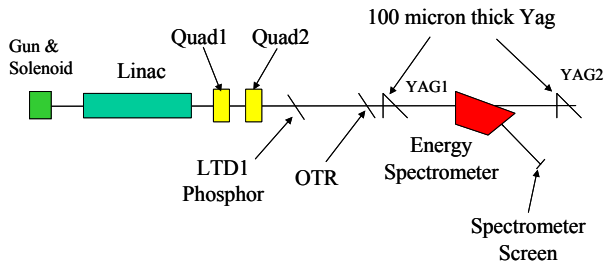 100 micron thick Yag
Quad1
Quad2
Gun &
Solenoid
Linac
YAG1
YAG2
LTD1
Phosphor
OTR
Energy
Spectrometer
Spectrometer
Screen